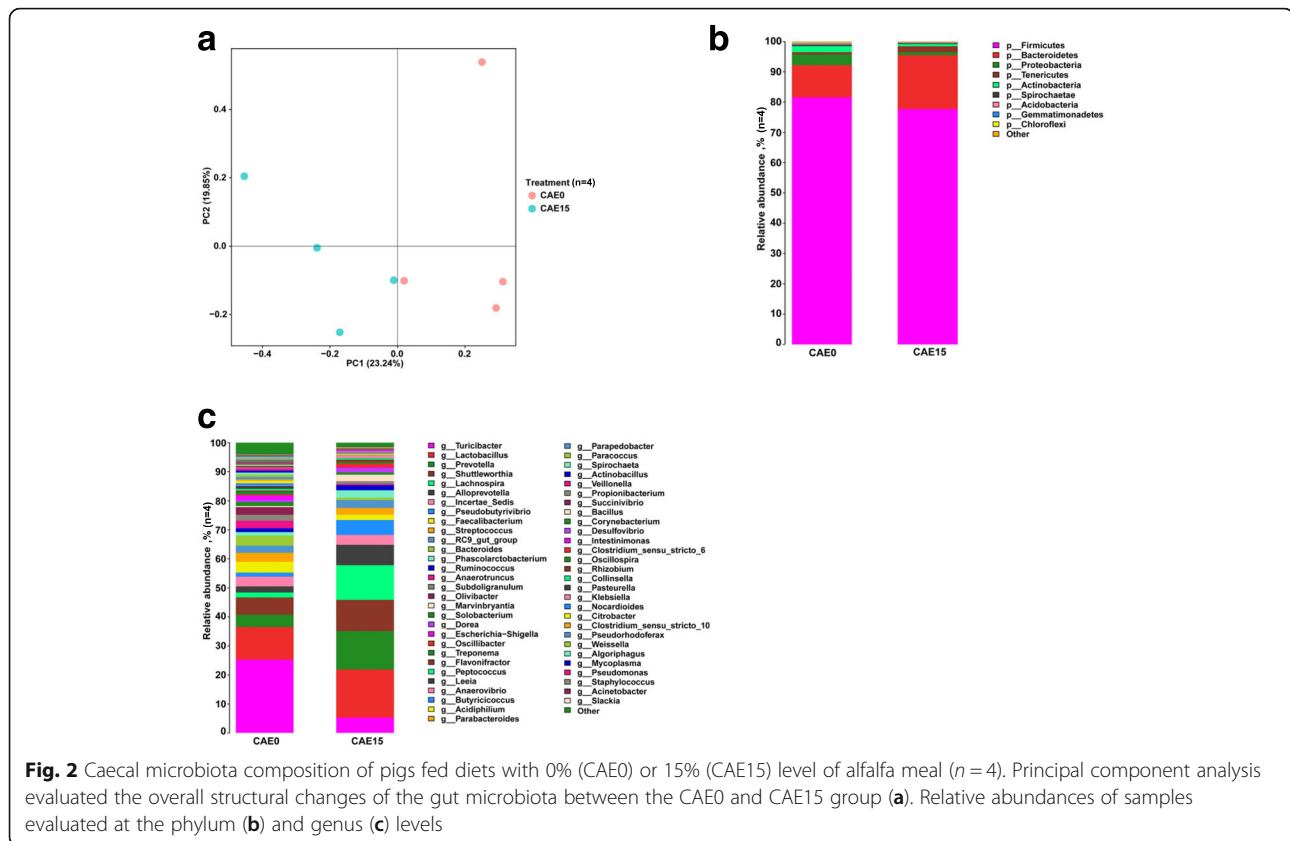 a
0.4
0.2
0.0
−0.2
PC2 (19.85%)
−0.4
−0.2
0.0
0.2
PC1 (23.24%)
Treatment (n=4)
CAE0
CAE15
b
100
90
80
70
60
50
40
30
20
10
0
Relative abundance ,% (n=4)
CAE0
CAE15
p__Firmicutes
p__Bacteroidetes
p__Proteobacteria
p__Tenericutes
p__Actinobacteria
p__Spirochaetae
p__Acidobacteria
p__Gemmatimonadetes
p__Chloroflexi
Other
c
100
90
80
70
60
50
40
30
20
10
0
Relative abundance ,% (n=4)
CAE0
CAE15
g__Turicibacter
g__Lactobacillus
g__Prevotella
g__Shuttleworthia
g__Lachnospira
g__Alloprevotella
g__Incertae_Sedis
g__Pseudobutyrivibrio
g__Faecalibacterium
g__Streptococcus
g__RC9_gut_group
g__Bacteroides
g__Phascolarctobacterium
g__Ruminococcus
g__Anaerotruncus
g__Subdoligranulum
g__Olivibacter
g__Marvinbryantia
g__Solobacterium
g__Dorea
g__Escherichia−Shigella
g__Oscillibacter
g__Treponema
g__Flavonifractor
g__Peptococcus
g__Leeia
g__Anaerovibrio
g__Butyricicoccus
g__Acidiphilium
g__Parabacteroides
g__Parapedobacter
g__Paracoccus
g__Spirochaeta
g__Actinobacillus
g__Veillonella
g__Propionibacterium
g__Succinivibrio
g__Bacillus
g__Corynebacterium
g__Desulfovibrio
g__Intestinimonas
g__Clostridium_sensu_stricto_6
g__Oscillospira
g__Rhizobium
g__Collinsella
g__Pasteurella
g__Klebsiella
g__Nocardioides
g__Citrobacter
g__Clostridium_sensu_stricto_10
g__Pseudorhodoferax
g__Weissella
g__Algoriphagus
g__Mycoplasma
g__Pseudomonas
g__Staphylococcus
g__Acinetobacter
g__Slackia
Other
Fig. 2 Caecal microbiota composition of pigs fed diets with 0% (CAE0) or 15% (CAE15) level of alfalfa meal (n = 4). Principal component analysis
evaluated the overall structural changes of the gut microbiota between the CAE0 and CAE15 group (a). Relative abundances of samples
evaluated at the phylum (b) and genus (c) levels